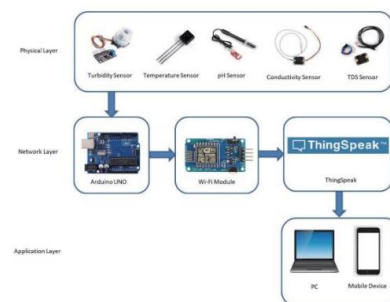 Physical Layer
Turbidity Sensor
Temperature Sensor
pH Sensor
Conductivity Sensor
TDS Sensor
Network Layer
ThingSpeak™
Arduino UNO
Wi-Fi Module
ThingSpeak
Application Layer
PC
Mobile Device